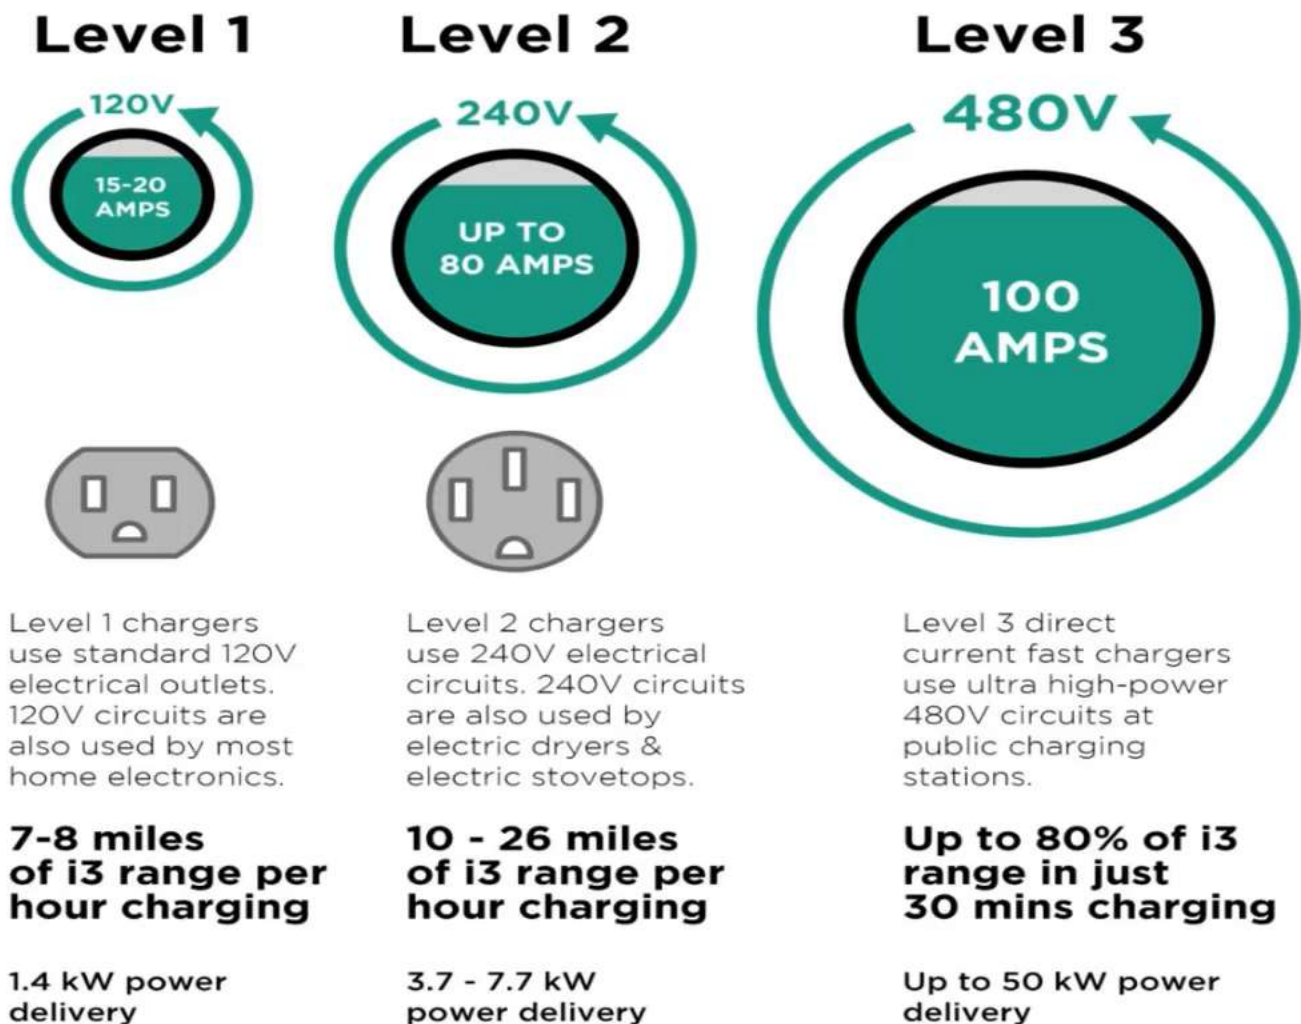 Level 1
120V
15-20
AMPS
Level 1 chargers
use standard 120V
electrical outlets.
120V circuits are
also used by most
home electronics.
7-8 miles
of i3 range per
hour charging
1.4 kW power
delivery
Level 2
240V
UP TO
80 AMPS
Level 2 chargers
use 240V electrical
circuits. 240V circuits
are also used by
electric dryers &
electric stovetops.
10 - 26 miles
of i3 range per
hour charging
3.7 - 7.7 kW
power delivery
Level 3
480V
100
AMPS
Level 3 direct
current fast chargers
use ultra high-power
480V circuits at
public charging
stations.
Up to 80% of i3
range in just
30 mins charging
Up to 50 kW power
delivery